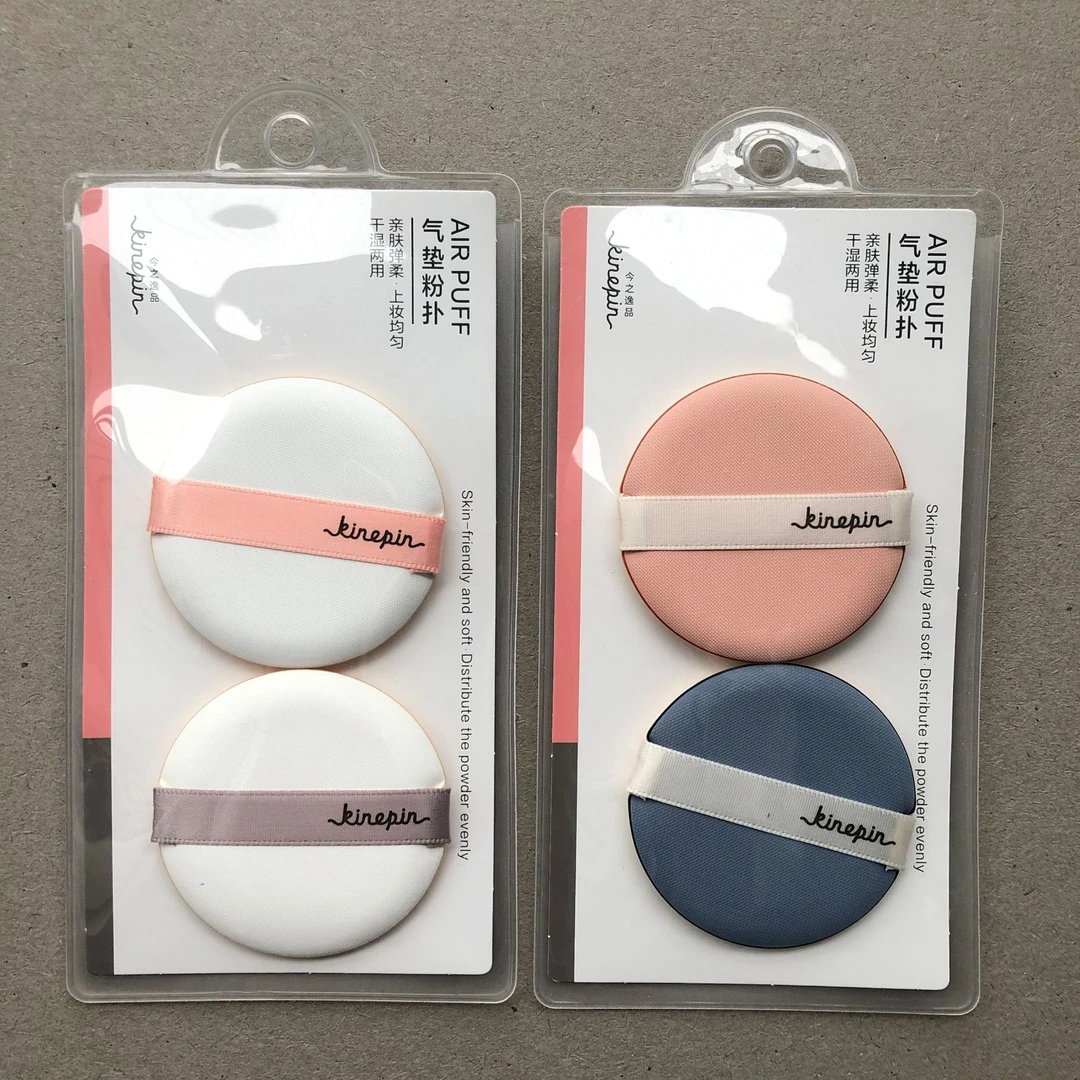 AIR PUFF
气垫粉扑
亲肤弹柔·上妆均匀
干湿两用
kinepin
今之逸品
Skin-friendly and soft·Distribute the powder evenly
kinepin
kinepin
AIR PUFF
气垫粉扑
亲肤弹柔·上妆均匀
干湿两用
kinepin
今之逸品
Skin-friendly and soft·Distribute the powder evenly
kinepin
kinepin